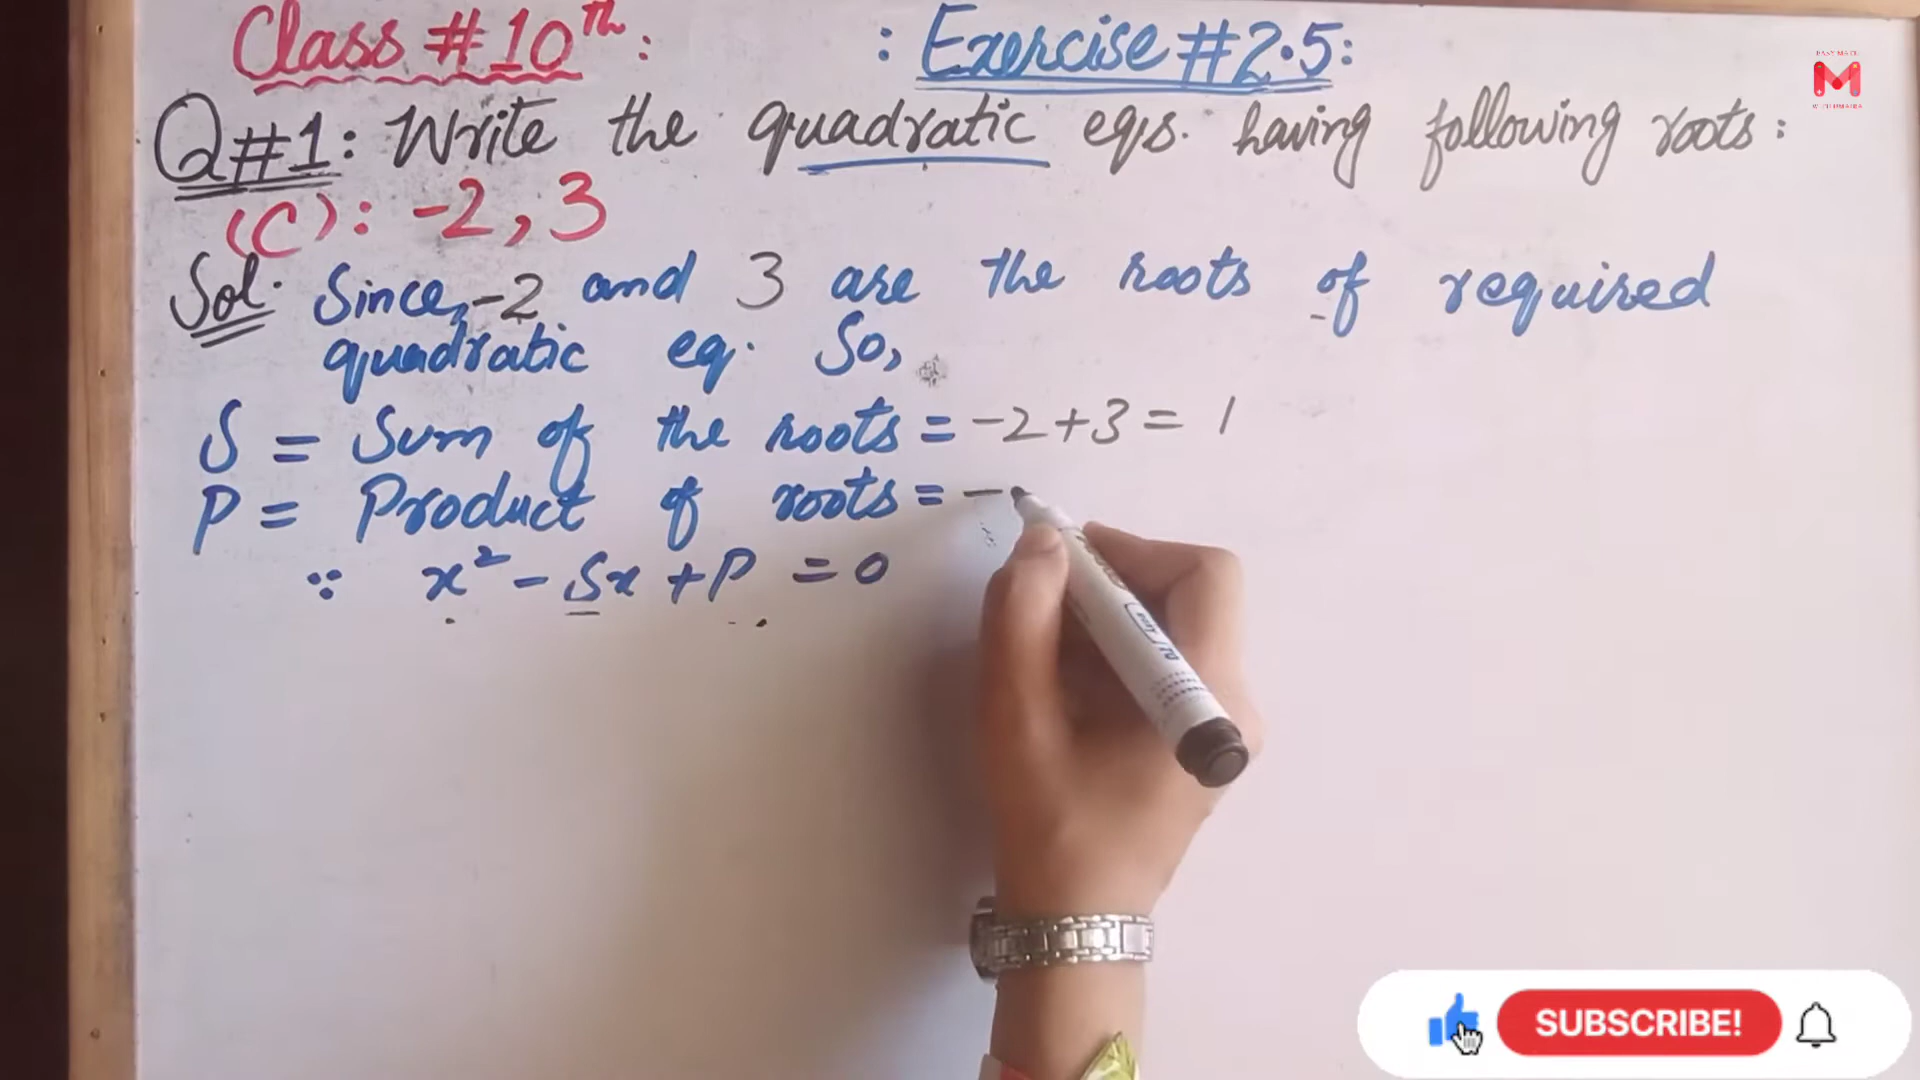 Class #10th: : Exercise #2.5:
Q#1: Write the quadratic eqs. having following roots:
(C): -2, 3
Sol. Since, -2 and 3 are the roots of required
quadratic eq. So,
S = Sum of the roots = -2+3 = 1
P = Product of roots = -
∵ x² - Sx + P = 0
SUBSCRIBE!